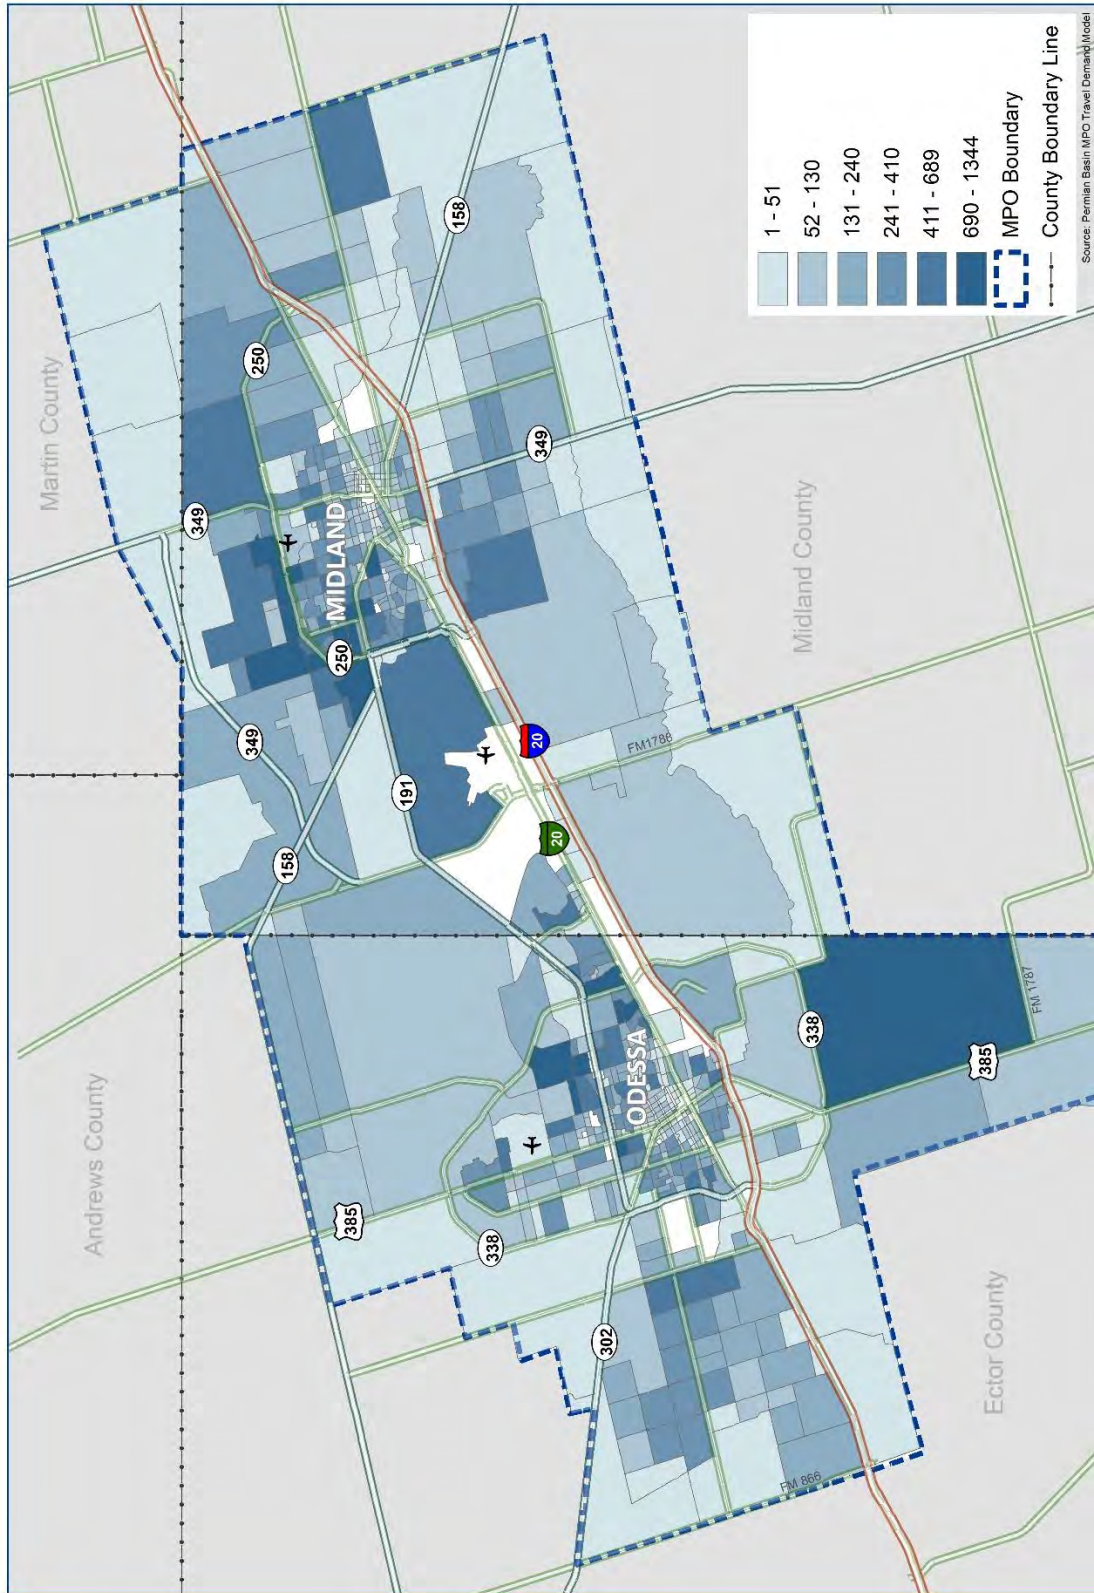 Martin County
Andrews County
349
349
250
158
MIDLAND
250
385
191
158
338
20
349
20
302
ODESSA
FM1788
FM 866
338
Midland County
385
Ector County
FM 1787
1 - 51
52 - 130
131 - 240
241 - 410
411 - 689
690 - 1344
MPO Boundary
County Boundary Line
Source: Permian Basin MPO Travel Demand Model